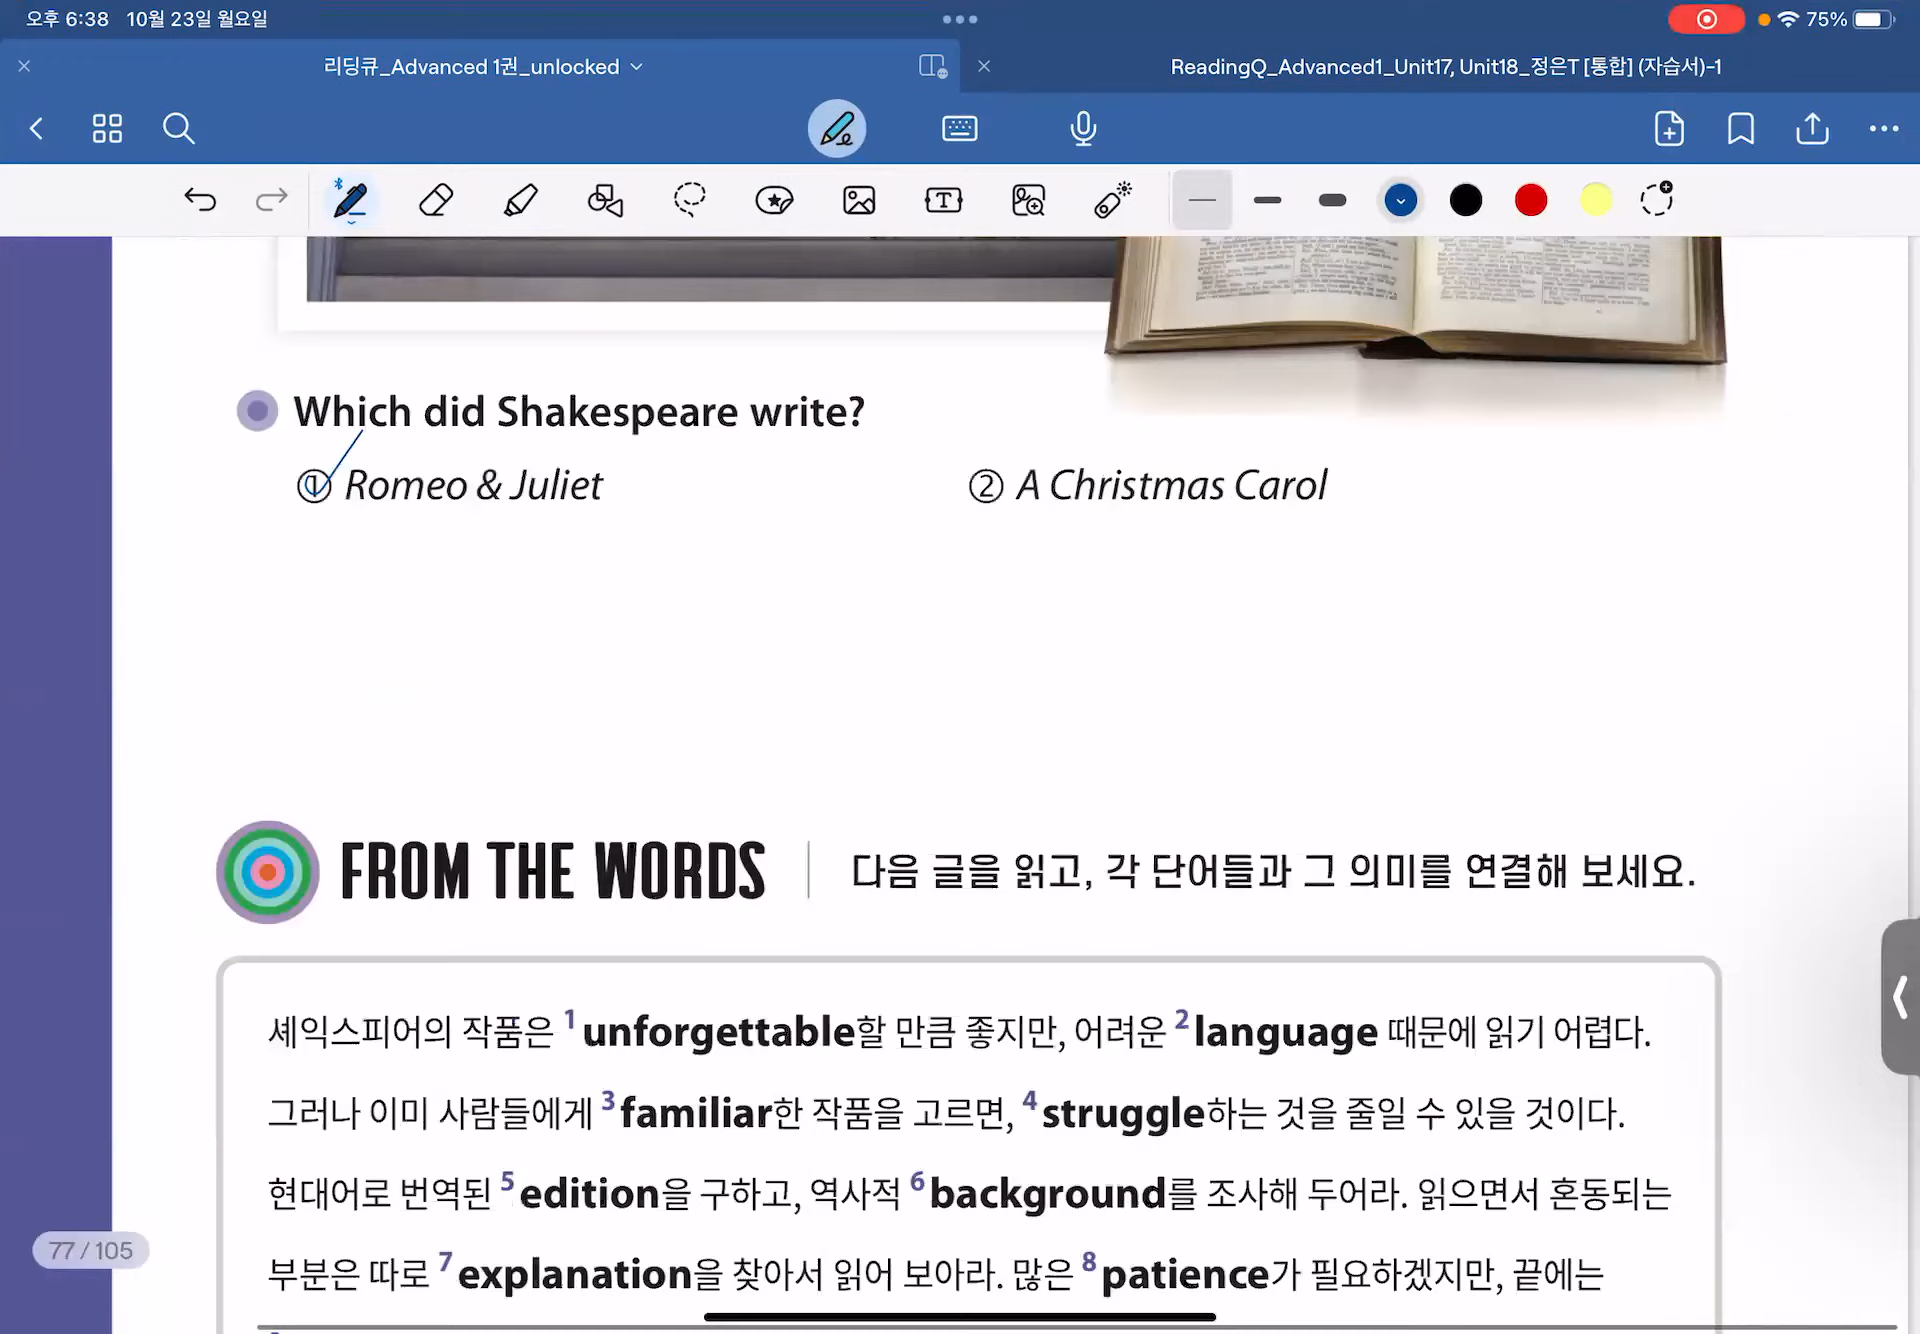 오후 6:38 10월 23일 월요일
75%
리딩큐_Advanced 1권_unlocked
ReadingQ_Advanced1_Unit17, Unit18_정은T [통합] (자습서)-1
Which did Shakespeare write?
① Romeo & Juliet
② A Christmas Carol
FROM THE WORDS
다음 글을 읽고, 각 단어들과 그 의미를 연결해 보세요.
셰익스피어의 작품은 1 unforgettable할 만큼 좋지만, 어려운 2 language 때문에 읽기 어렵다.
그러나 이미 사람들에게 3 familiar한 작품을 고르면, 4 struggle하는 것을 줄일 수 있을 것이다.
현대어로 번역된 5 edition을 구하고, 역사적 6 background를 조사해 두어라. 읽으면서 혼동되는
부분은 따로 7 explanation을 찾아서 읽어 보아라. 많은 8 patience가 필요하겠지만, 끝에는
77 / 105